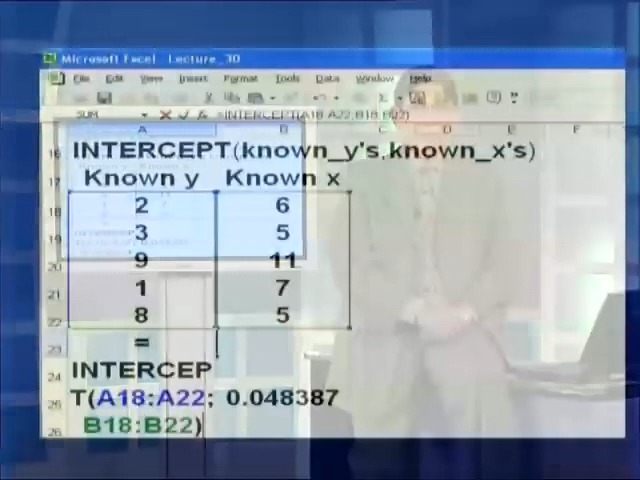 Microsoft Excel Lecture_30
File Edit View Insert Format Tools Data Window Help
SUM =INTERCEPT(A18:A22,B18:B22)
A B C D E F
16 INTERCEPT(known_y's,known_x's)
17 Known y Known x
18 2 6
19 3 5
20 9 11
21 1 7
22 8 5
23 =
24 INTERCEP
25 T(A18:A22; 0.048387
26 B18:B22)